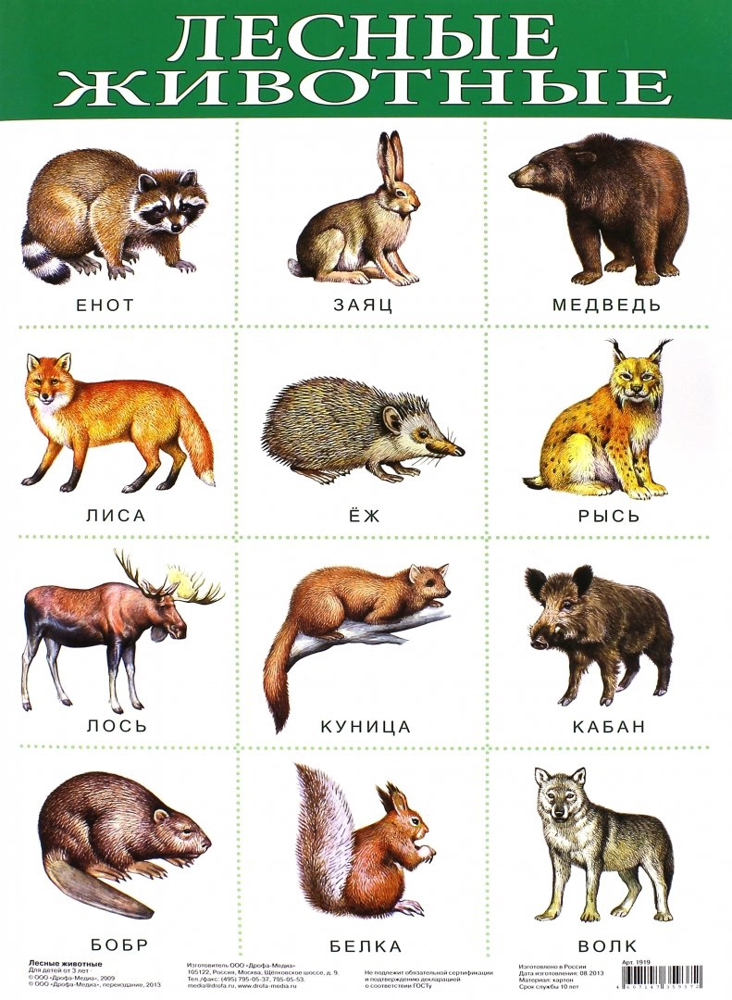 ЛЕСНЫЕ
ЖИВОТНЫЕ
ЕНОТ
ЗАЯЦ
МЕДВЕДЬ
ЛИСА
ЁЖ
РЫСЬ
ЛОСЬ
КУНИЦА
КАБАН
БОБР
БЕЛКА
ВОЛК
Лесные животные
Для детей от 3 лет
© ООО «Дрофа-Медиа», 2009
© ООО «Дрофа-Медиа», переиздание, 2013
Изготовитель ООО «Дрофа-Медиа»
105122, Россия, Москва, Щёлковское шоссе, д. 9.
Тел./факс: (495) 795-05-37, 795-05-53.
media@drofa.ru, www.drofa-media.ru
Не подлежит обязательной сертификации
и подтверждению декларацией
о соответствии ГОСТу
Изготовлено в России
Дата изготовления: 08.2013
Материал: картон
Срок службы 10 лет
Арт. 1919
4 607147 359372